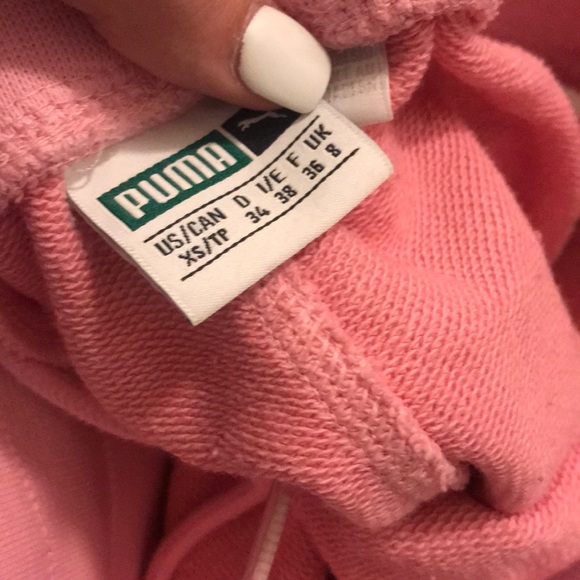 PUMA
US/CAN D I/E F UK
XS/TP 34 38 36 8